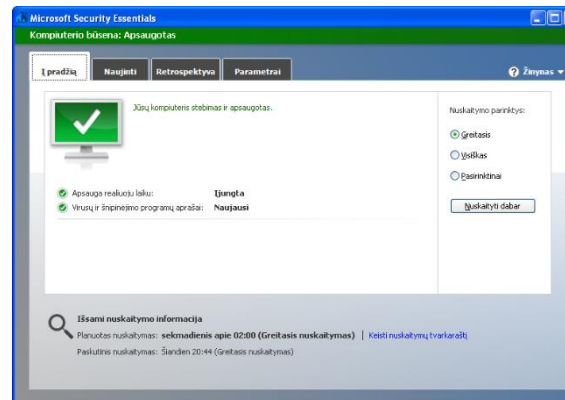 Microsoft Security Essentials
Kompiuterio būsena: Apsaugotas
Į pradžią Naujinti Retrospektyva Parametrai Žinynas
Jūsų kompiuteris stebimas ir apsaugotas.
Nuskaitymo parinktys:
Greitasis
Visiškas
Pasirinktinai
Nuskaityti dabar
Apsauga realiuoju laiku: Įjungta
Virusų ir šnipinėjimo programų aprašai: Naujausi
Išsami nuskaitymo informacija
Planuotas nuskaitymas: sekmadienis apie 02:00 (Greitasis nuskaitymas) | Keisti nuskaitymų tvarkaraštį
Paskutinis nuskaitymas: Šiandien 20:44 (Greitasis nuskaitymas)